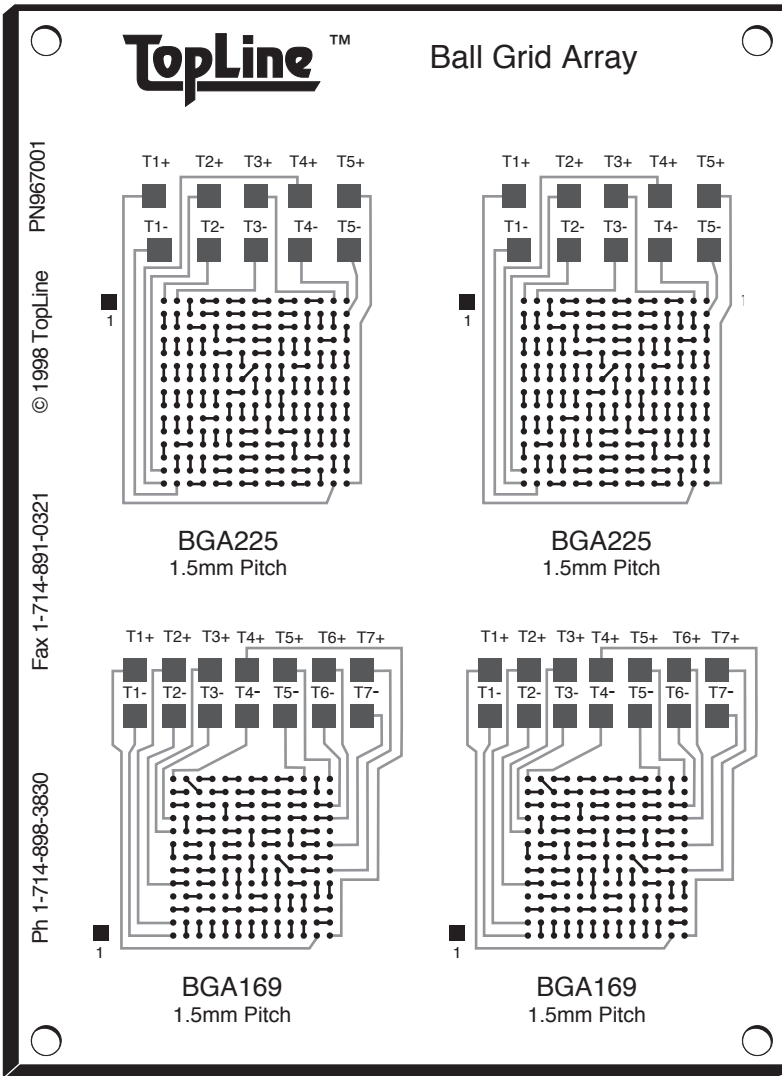 TopLine ™
Ball Grid Array
PN967001
© 1998 TopLine
Fax 1-714-891-0321
Ph 1-714-898-3830
T1+ T2+ T3+ T4+ T5+
T1- T2- T3- T4- T5-
1
BGA225
1.5mm Pitch
T1+ T2+ T3+ T4+ T5+
T1- T2- T3- T4- T5-
1
BGA225
1.5mm Pitch
T1+ T2+ T3+ T4+ T5+ T6+ T7+
T1- T2- T3- T4- T5- T6- T7-
1
BGA169
1.5mm Pitch
T1+ T2+ T3+ T4+ T5+ T6+ T7+
T1- T2- T3- T4- T5- T6- T7-
1
BGA169
1.5mm Pitch